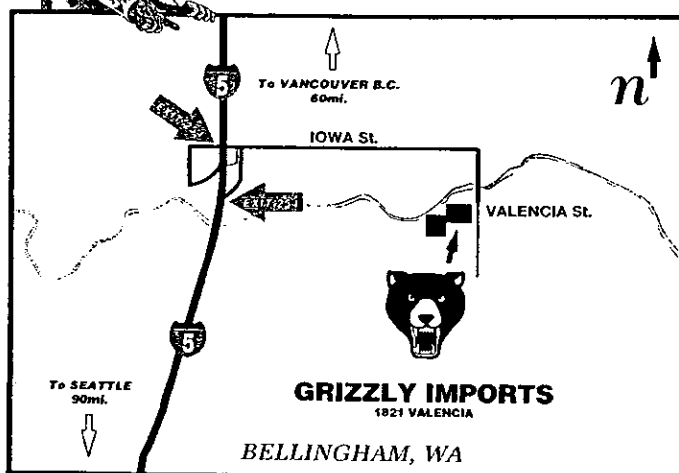 n
5
To VANCOUVER B.C.
60mi.
IOWA St.
VALENCIA St.
5
To SEATTLE
90mi.
GRIZZLY IMPORTS
1821 VALENCIA
BELLINGHAM, WA